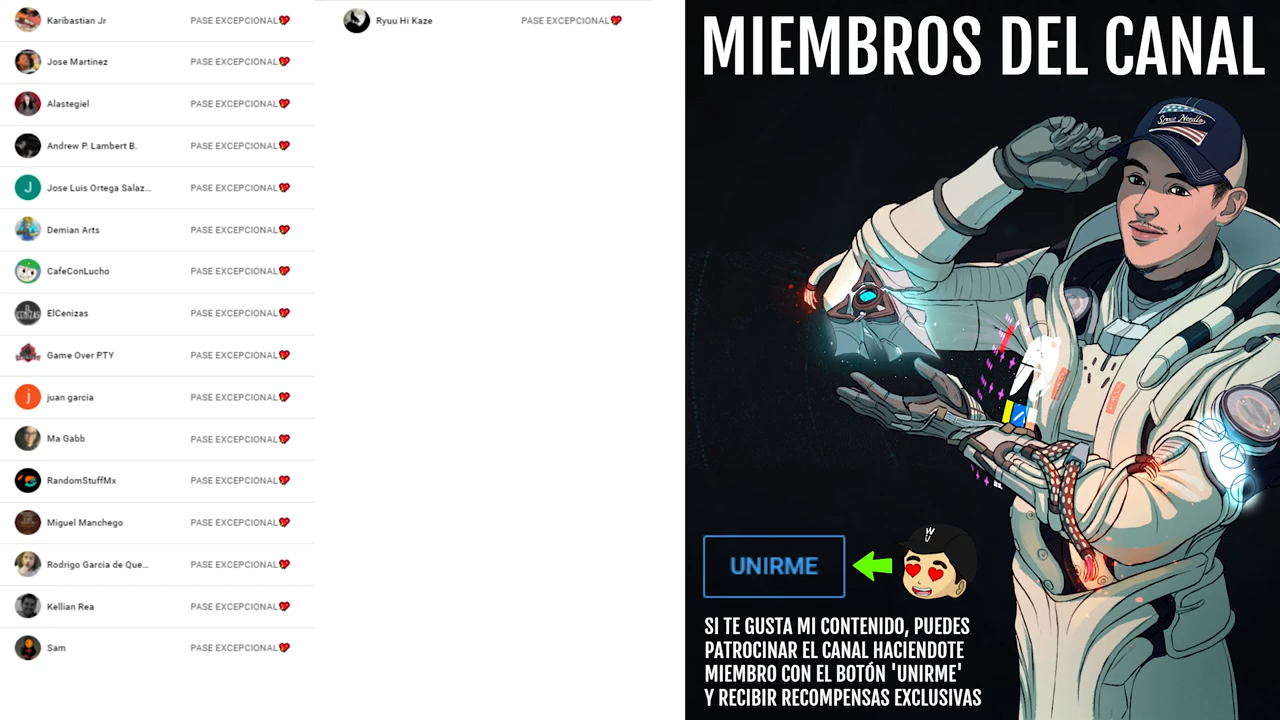 Karibastian Jr PASE EXCEPCIONAL
Jose Martinez PASE EXCEPCIONAL
Alastegiel PASE EXCEPCIONAL
Andrew P. Lambert B. PASE EXCEPCIONAL
J Jose Luis Ortega Salaz... PASE EXCEPCIONAL
Demian Arts PASE EXCEPCIONAL
CafeConLucho PASE EXCEPCIONAL
ElCenizas PASE EXCEPCIONAL
Game Over PTY PASE EXCEPCIONAL
j juan garcia PASE EXCEPCIONAL
Ma Gabb PASE EXCEPCIONAL
RandomStuffMx PASE EXCEPCIONAL
Miguel Manchego PASE EXCEPCIONAL
Rodrigo Garcia de Que... PASE EXCEPCIONAL
Kellian Rea PASE EXCEPCIONAL
Sam PASE EXCEPCIONAL
Ryuu Hi Kaze PASE EXCEPCIONAL
MIEMBROS DEL CANAL
Space Needle
UNIRME
SI TE GUSTA MI CONTENIDO, PUEDES
PATROCINAR EL CANAL HACIENDOTE
MIEMBRO CON EL BOTÓN 'UNIRME'
Y RECIBIR RECOMPENSAS EXCLUSIVAS